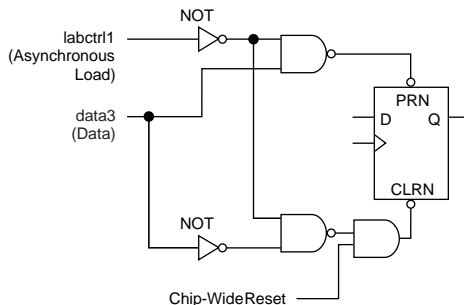 NOT
labctrl1
(Asynchronous
Load)
PRN
data3
(Data)
D Q
CLRN
NOT
Chip-Wide Reset